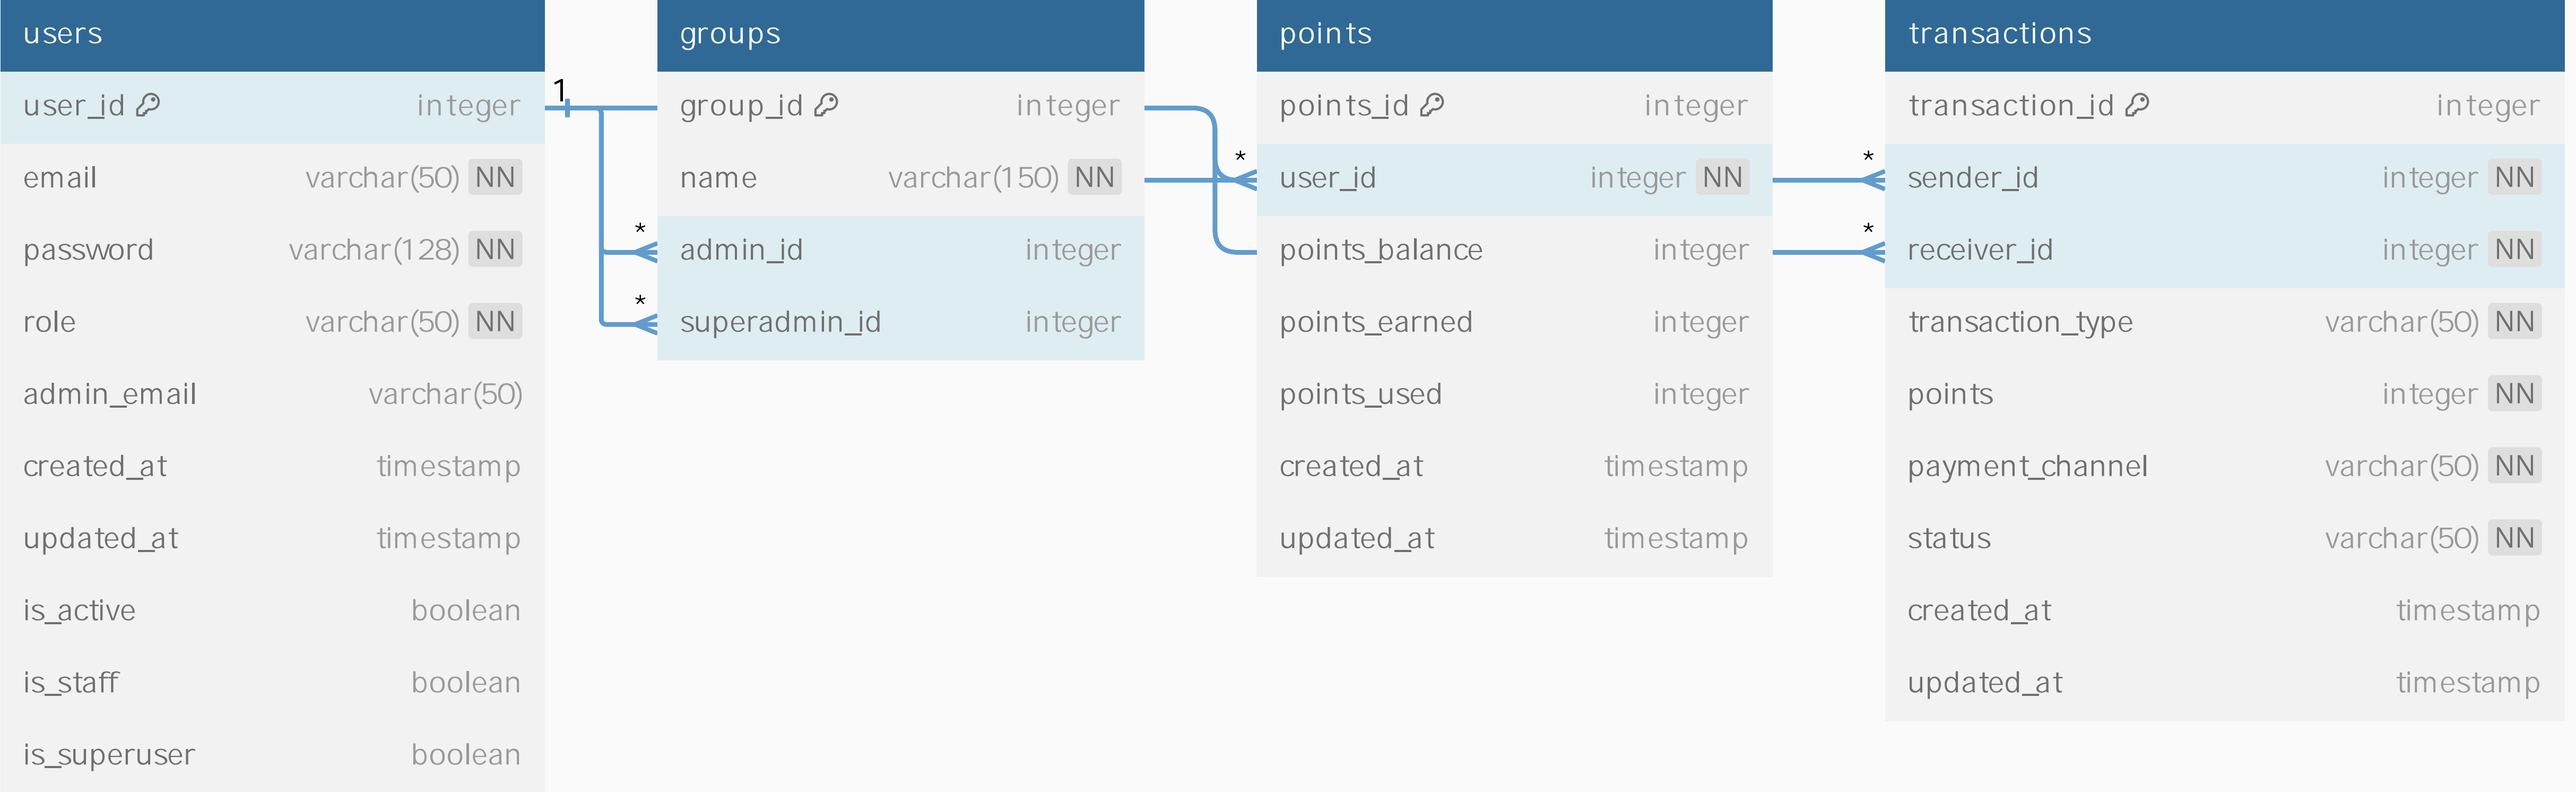 users
user_id integer
email varchar(50) NN
password varchar(128) NN
role varchar(50) NN
admin_email varchar(50)
created_at timestamp
updated_at timestamp
is_active boolean
is_staff boolean
is_superuser boolean
1
*
*
groups
group_id integer
name varchar(150) NN
admin_id integer
superadmin_id integer
*
points
points_id integer
user_id integer NN
points_balance integer
points_earned integer
points_used integer
created_at timestamp
updated_at timestamp
*
*
transactions
transaction_id integer
sender_id integer NN
receiver_id integer NN
transaction_type varchar(50) NN
points integer NN
payment_channel varchar(50) NN
status varchar(50) NN
created_at timestamp
updated_at timestamp